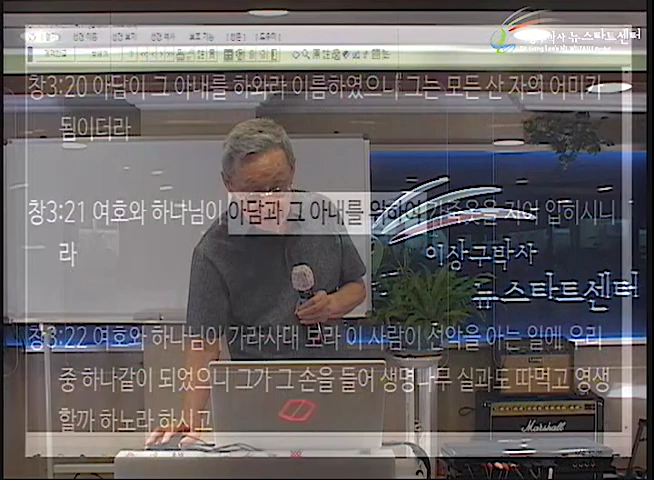 뉴스타트센터
창3:20 아담이 그 아내를 하와라 이름하였으니 그는 모든 산 자의 어미가
됨이더라
창3:21 여호와 하나님이 아담과 그 아내를 위하여 가죽옷을 지어 입히시니
라
이상구박사
뉴스타트센터
창3:22 여호와 하나님이 가라사대 보라 이 사람이 선악을 아는 일에 우리
중 하나같이 되었으니 그가 그 손을 들어 생명나무 실과도 따먹고 영생
할까 하노라 하시고
Marshall